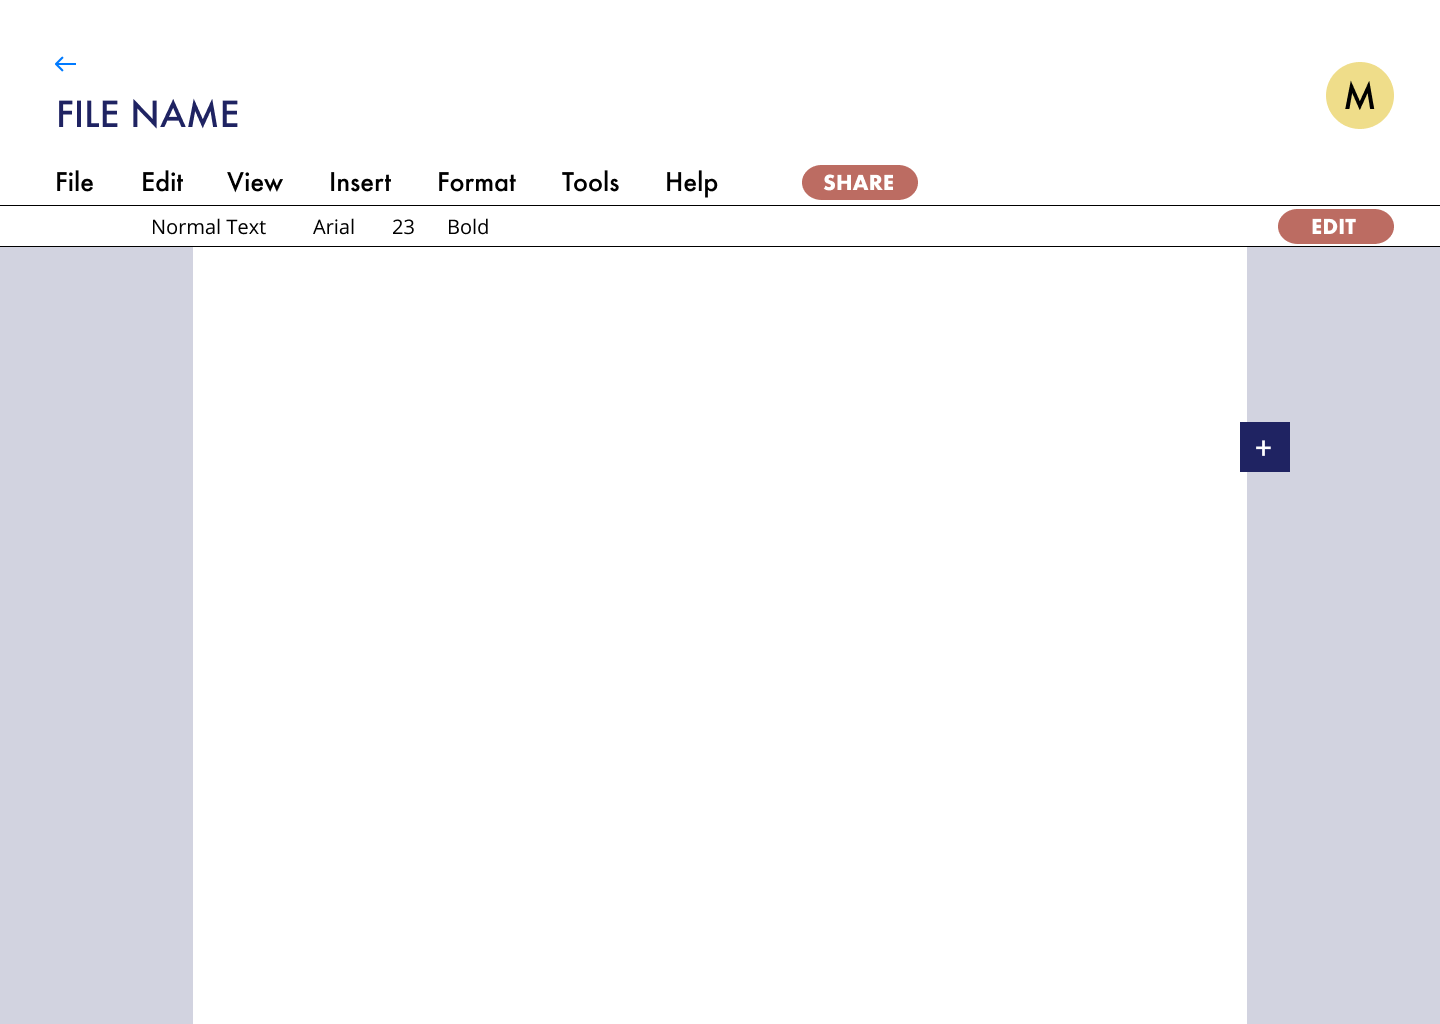 FILE NAME
M
File Edit View Insert Format Tools Help SHARE
Normal Text Arial 23 Bold EDIT
+